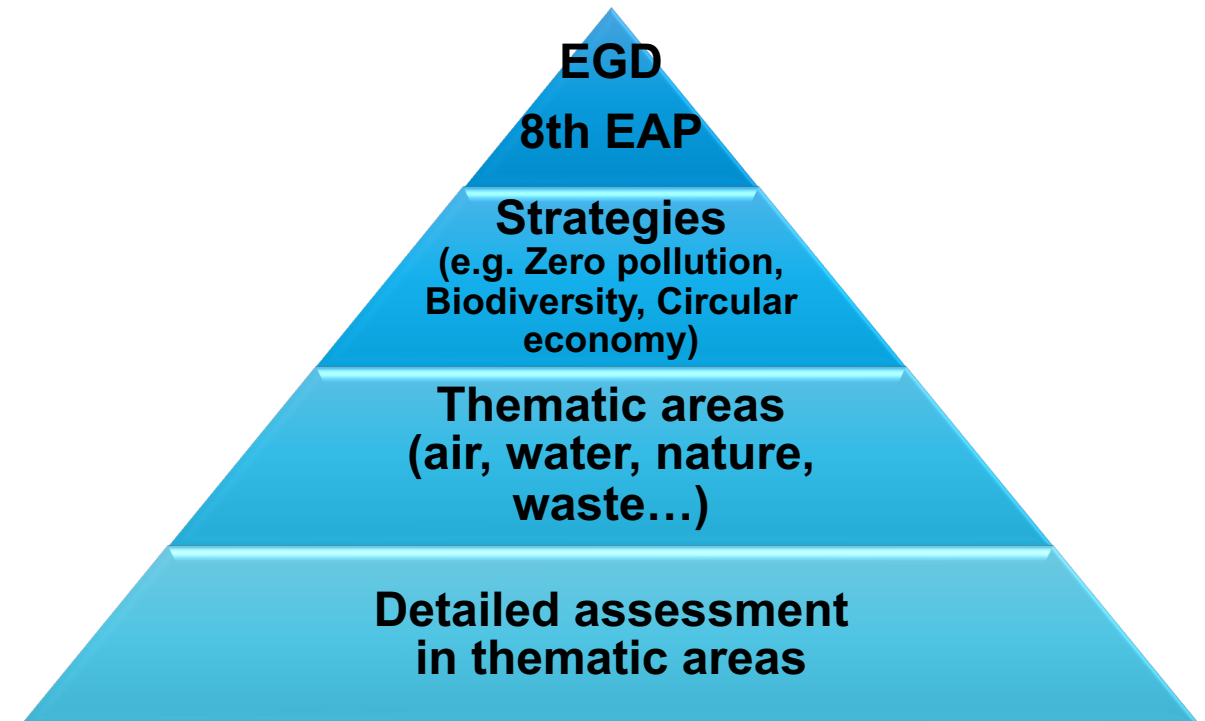 EGD
8th EAP
Strategies
(e.g. Zero pollution,
Biodiversity, Circular
economy)
Thematic areas
(air, water, nature,
waste…)
Detailed assessment
in thematic areas